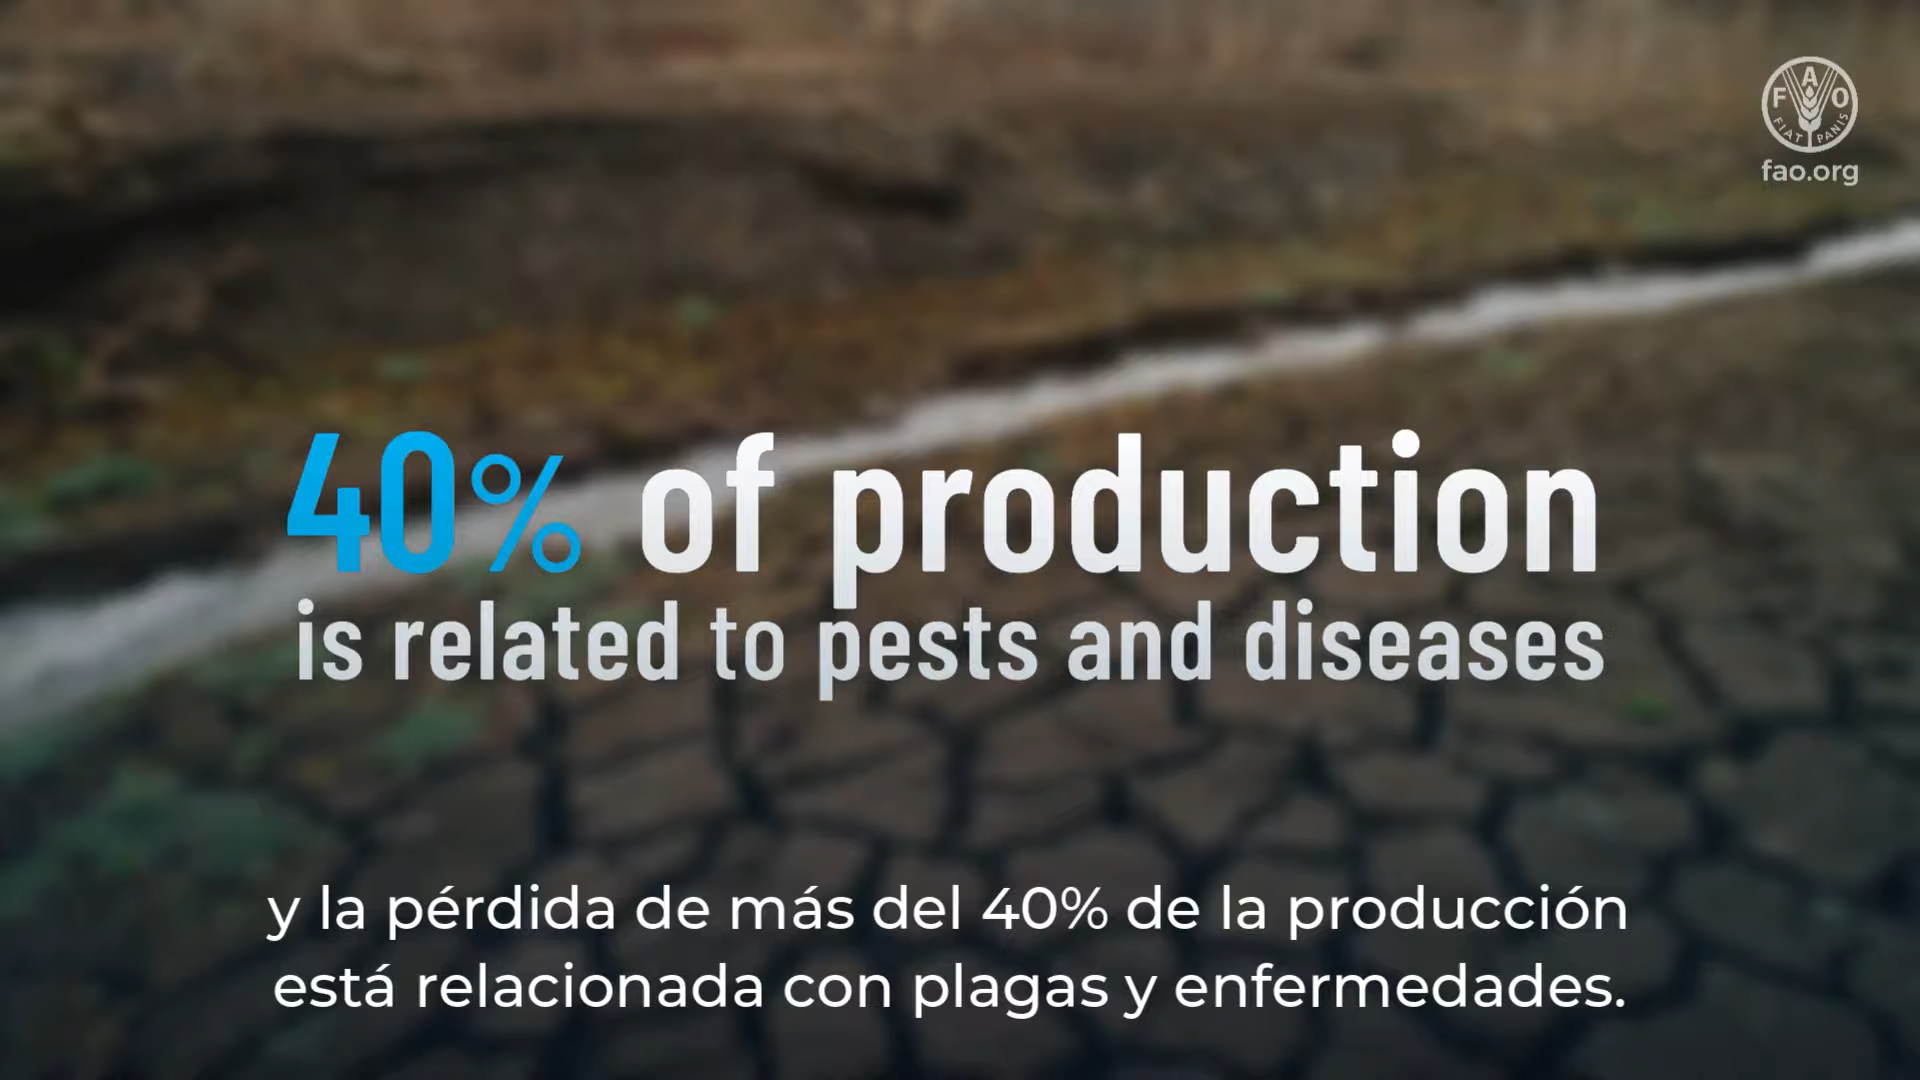 FAO
FIAT PANIS
fao.org
40% of production
is related to pests and diseases
y la pérdida de más del 40% de la producción
está relacionada con plagas y enfermedades.